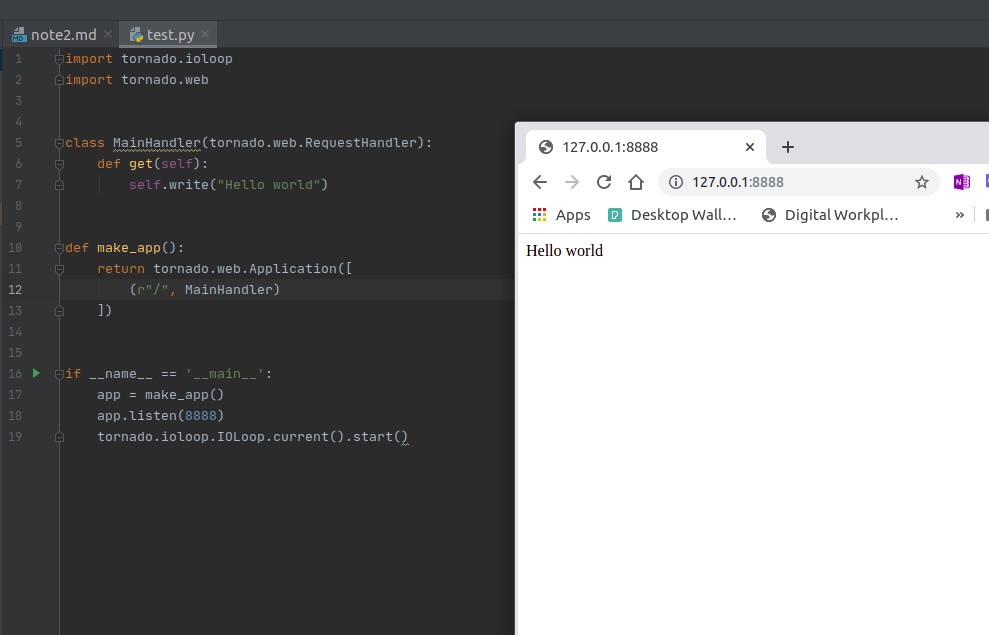 note2.md
test.py
1 import tornado.ioloop
2 import tornado.web
3
4
5 class MainHandler(tornado.web.RequestHandler):
6 def get(self):
7 self.write("Hello world")
8
9
10 def make_app():
11 return tornado.web.Application([
12 (r"/", MainHandler)
13 ])
14
15
16 if __name__ == '__main__':
17 app = make_app()
18 app.listen(8888)
19 tornado.ioloop.IOLoop.current().start()
127.0.0.1:8888
127.0.0.1:8888
Apps Desktop Wall… Digital Workpl… »
Hello world